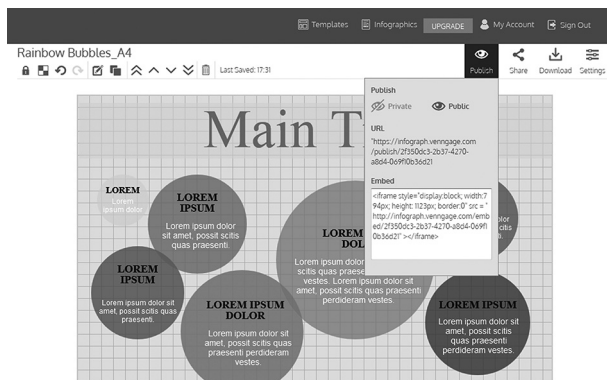 Templates
Infographics
UPGRADE
My Account
Sign Out
Rainbow Bubbles_A4
Last Saved: 17:31
Publish
Share
Download
Settings
Publish
Private
Public
URL
"https://infograph.venngage.com
/publish/2f350dc3-2b37-4270-
a8d4-069f10b36d21
Embed
<iframe style="display:block; width:7
94px; height: 1123px; border:0" src = "
http://infograph.venngage.com/emb
ed/2f350dc3-2b37-4270-a8d4-069f1
0b36d21" ></iframe>
Main T
LOREM
Lorem
ipsum dolor
LOREM
IPSUM
Lorem ipsum dolor
sit amet, possit scitis
quas praesenti.
LOREM
IPSUM
Lorem ipsum dolor sit
amet, possit scitis
quas praesenti.
LOREM IPSUM
DOLOR
Lorem ipsum dolor sit
amet, possit scitis quas
praesenti perdideram
vestes.
LOREM
DOL
Lorem ipsum dolor
scitis quas praese
vestes. Lorem ipsum dolor sit
amet, possit scitis quas praesenti
perdideram vestes.
dolor
scitis
LOREM IPSUM
Lorem ipsum dolor sit
amet, possit scitis
quas praesenti.